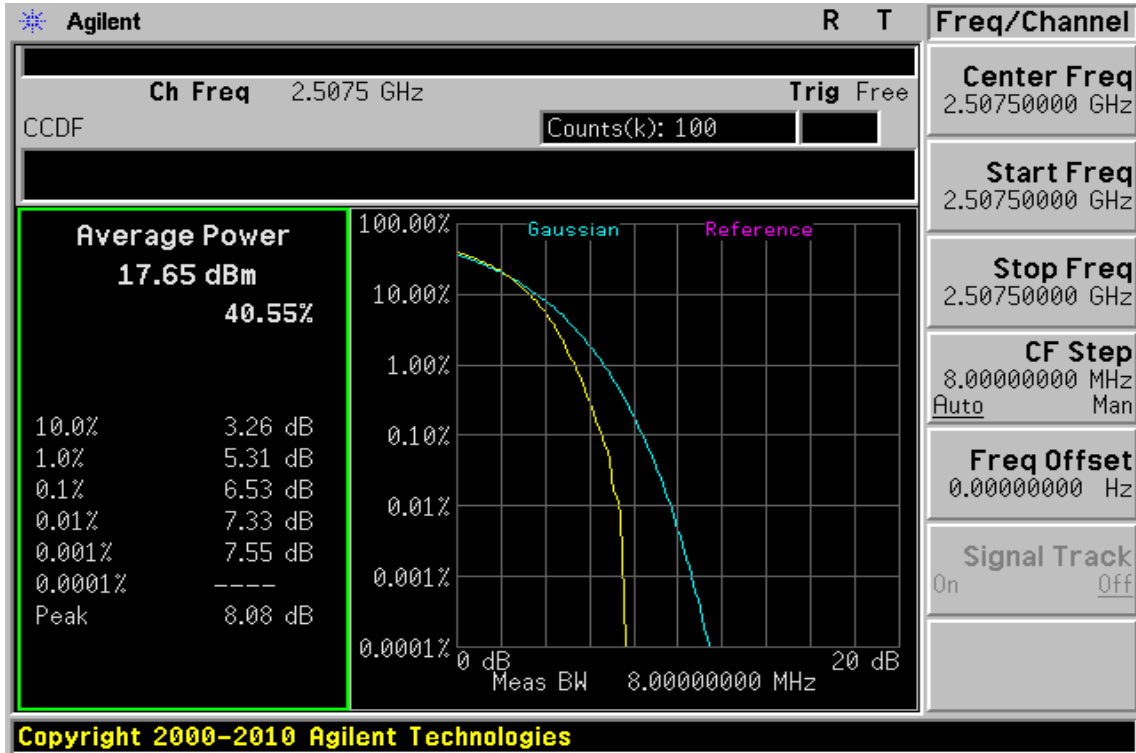 Agilent
R T
Ch Freq 2.5075 GHz
Trig Free
CCDF
Counts(k): 100
Average Power
17.65 dBm
40.55%
10.0% 3.26 dB
1.0% 5.31 dB
0.1% 6.53 dB
0.01% 7.33 dB
0.001% 7.55 dB
0.0001% ----
Peak 8.08 dB
Gaussian
Reference
100.00%
10.00%
1.00%
0.10%
0.01%
0.001%
0.0001%
0 dB
20 dB
Meas BW 8.00000000 MHz
Freq/Channel
Center Freq
2.50750000 GHz
Start Freq
2.50750000 GHz
Stop Freq
2.50750000 GHz
CF Step
8.00000000 MHz
Auto Man
Freq Offset
0.00000000 Hz
Signal Track
On Off
Copyright 2000-2010 Agilent Technologies